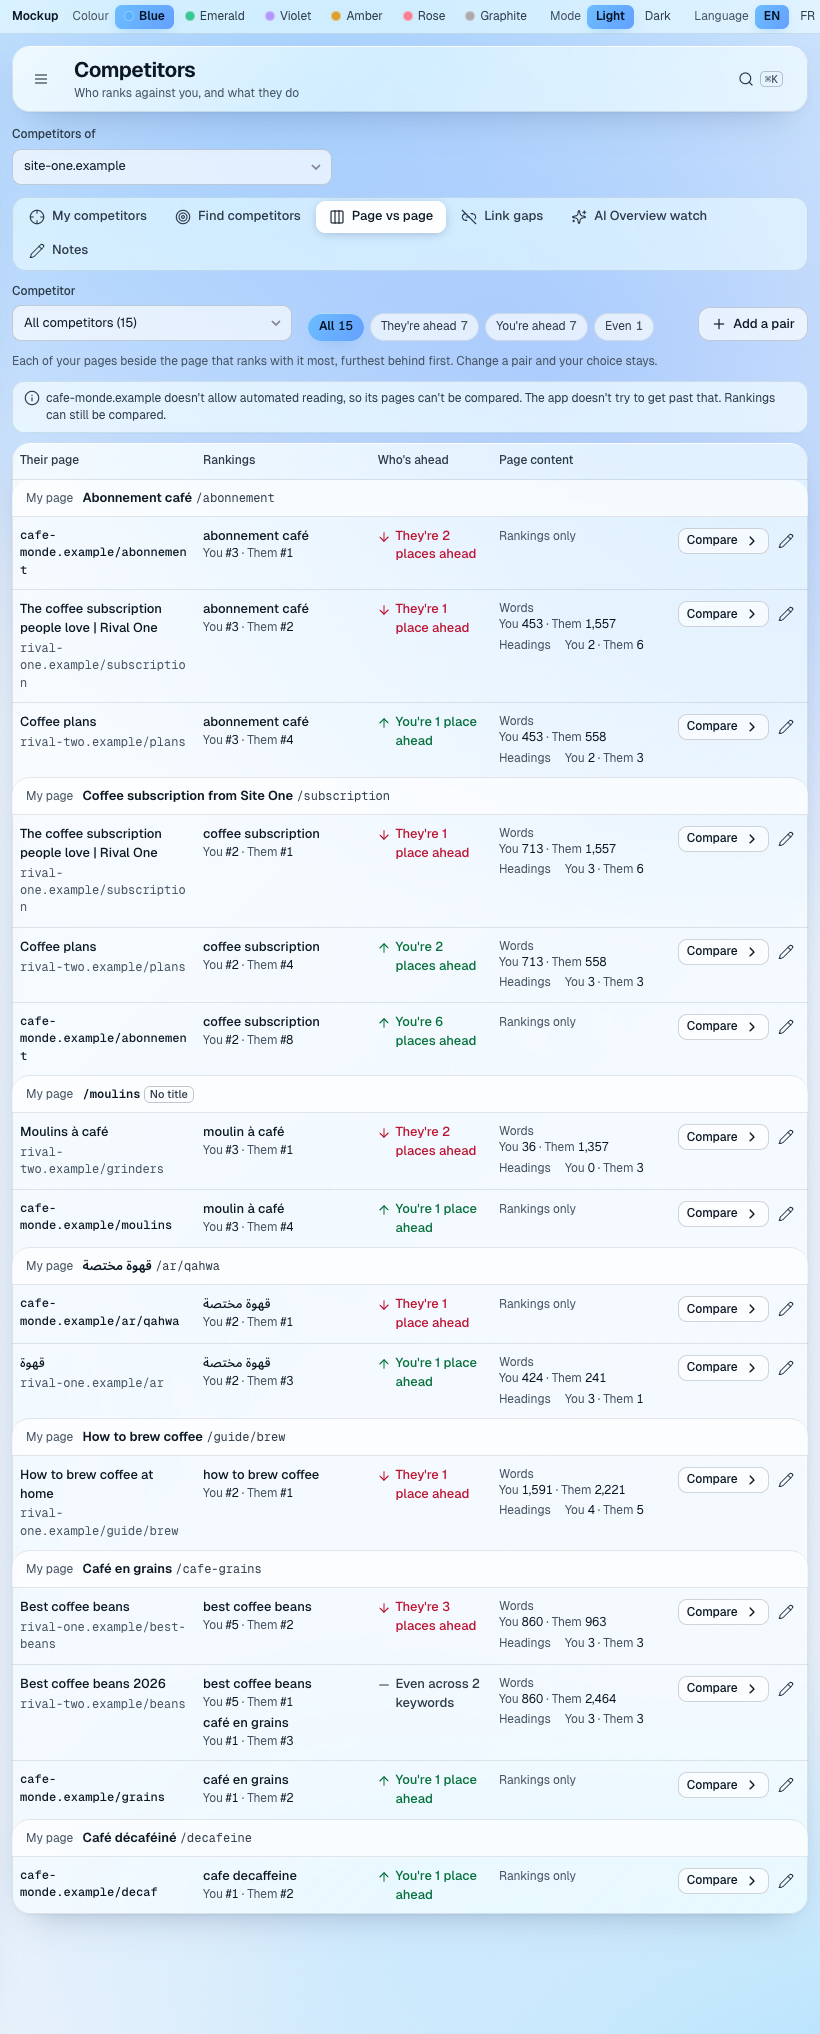 Mockup Colour Blue Emerald Violet Amber Rose Graphite Mode Light Dark Language EN FR
Competitors
Who ranks against you, and what they do
⌘K
Competitors of
site-one.example
My competitors Find competitors Page vs page Link gaps AI Overview watch
Notes
Competitor
All competitors (15) All 15 They're ahead 7 You're ahead 7 Even 1 Add a pair
Each of your pages beside the page that ranks with it most, furthest behind first. Change a pair and your choice stays.
cafe-monde.example doesn't allow automated reading, so its pages can't be compared. The app doesn't try to get past that. Rankings
can still be compared.
Their page Rankings Who's ahead Page content
My page Abonnement café /abonnement
cafe-
monde.example/abonnemen
t
abonnement café
You #3 · Them #1
They're 2
places ahead
Rankings only
Compare
The coffee subscription
people love | Rival One
rival-
one.example/subscriptio
n
abonnement café
You #3 · Them #2
They're 1
place ahead
Words
You 453 · Them 1,557
Headings You 2 · Them 6
Compare
Coffee plans
rival-two.example/plans
abonnement café
You #3 · Them #4
You're 1 place
ahead
Words
You 453 · Them 558
Headings You 2 · Them 3
Compare
My page Coffee subscription from Site One /subscription
The coffee subscription
people love | Rival One
rival-
one.example/subscriptio
n
coffee subscription
You #2 · Them #1
They're 1
place ahead
Words
You 713 · Them 1,557
Headings You 3 · Them 6
Compare
Coffee plans
rival-two.example/plans
coffee subscription
You #2 · Them #4
You're 2
places ahead
Words
You 713 · Them 558
Headings You 3 · Them 3
Compare
cafe-
monde.example/abonnemen
t
coffee subscription
You #2 · Them #8
You're 6
places ahead
Rankings only
Compare
My page /moulins No title
Moulins à café
rival-
two.example/grinders
moulin à café
You #3 · Them #1
They're 2
places ahead
Words
You 36 · Them 1,357
Headings You 0 · Them 3
Compare
cafe-
monde.example/moulins
moulin à café
You #3 · Them #4
You're 1 place
ahead
Rankings only
Compare
My page قهوة مختصة /ar/qahwa
cafe-
monde.example/ar/qahwa
قهوة مختصة
You #2 · Them #1
They're 1
place ahead
Rankings only
Compare
قهوة
rival-one.example/ar
قهوة مختصة
You #2 · Them #3
You're 1 place
ahead
Words
You 424 · Them 241
Headings You 3 · Them 1
Compare
My page How to brew coffee /guide/brew
How to brew coffee at
home
rival-
one.example/guide/brew
how to brew coffee
You #2 · Them #1
They're 1
place ahead
Words
You 1,591 · Them 2,221
Headings You 4 · Them 5
Compare
My page Café en grains /cafe-grains
Best coffee beans
rival-one.example/best-
beans
best coffee beans
You #5 · Them #2
They're 3
places ahead
Words
You 860 · Them 963
Headings You 3 · Them 3
Compare
Best coffee beans 2026
rival-two.example/beans
best coffee beans
You #5 · Them #1
café en grains
You #1 · Them #3
Even across 2
keywords
Words
You 860 · Them 2,464
Headings You 3 · Them 3
Compare
cafe-
monde.example/grains
café en grains
You #1 · Them #2
You're 1 place
ahead
Rankings only
Compare
My page Café décaféiné /decafeine
cafe-
monde.example/decaf
cafe decaffeine
You #1 · Them #2
You're 1 place
ahead
Rankings only
Compare